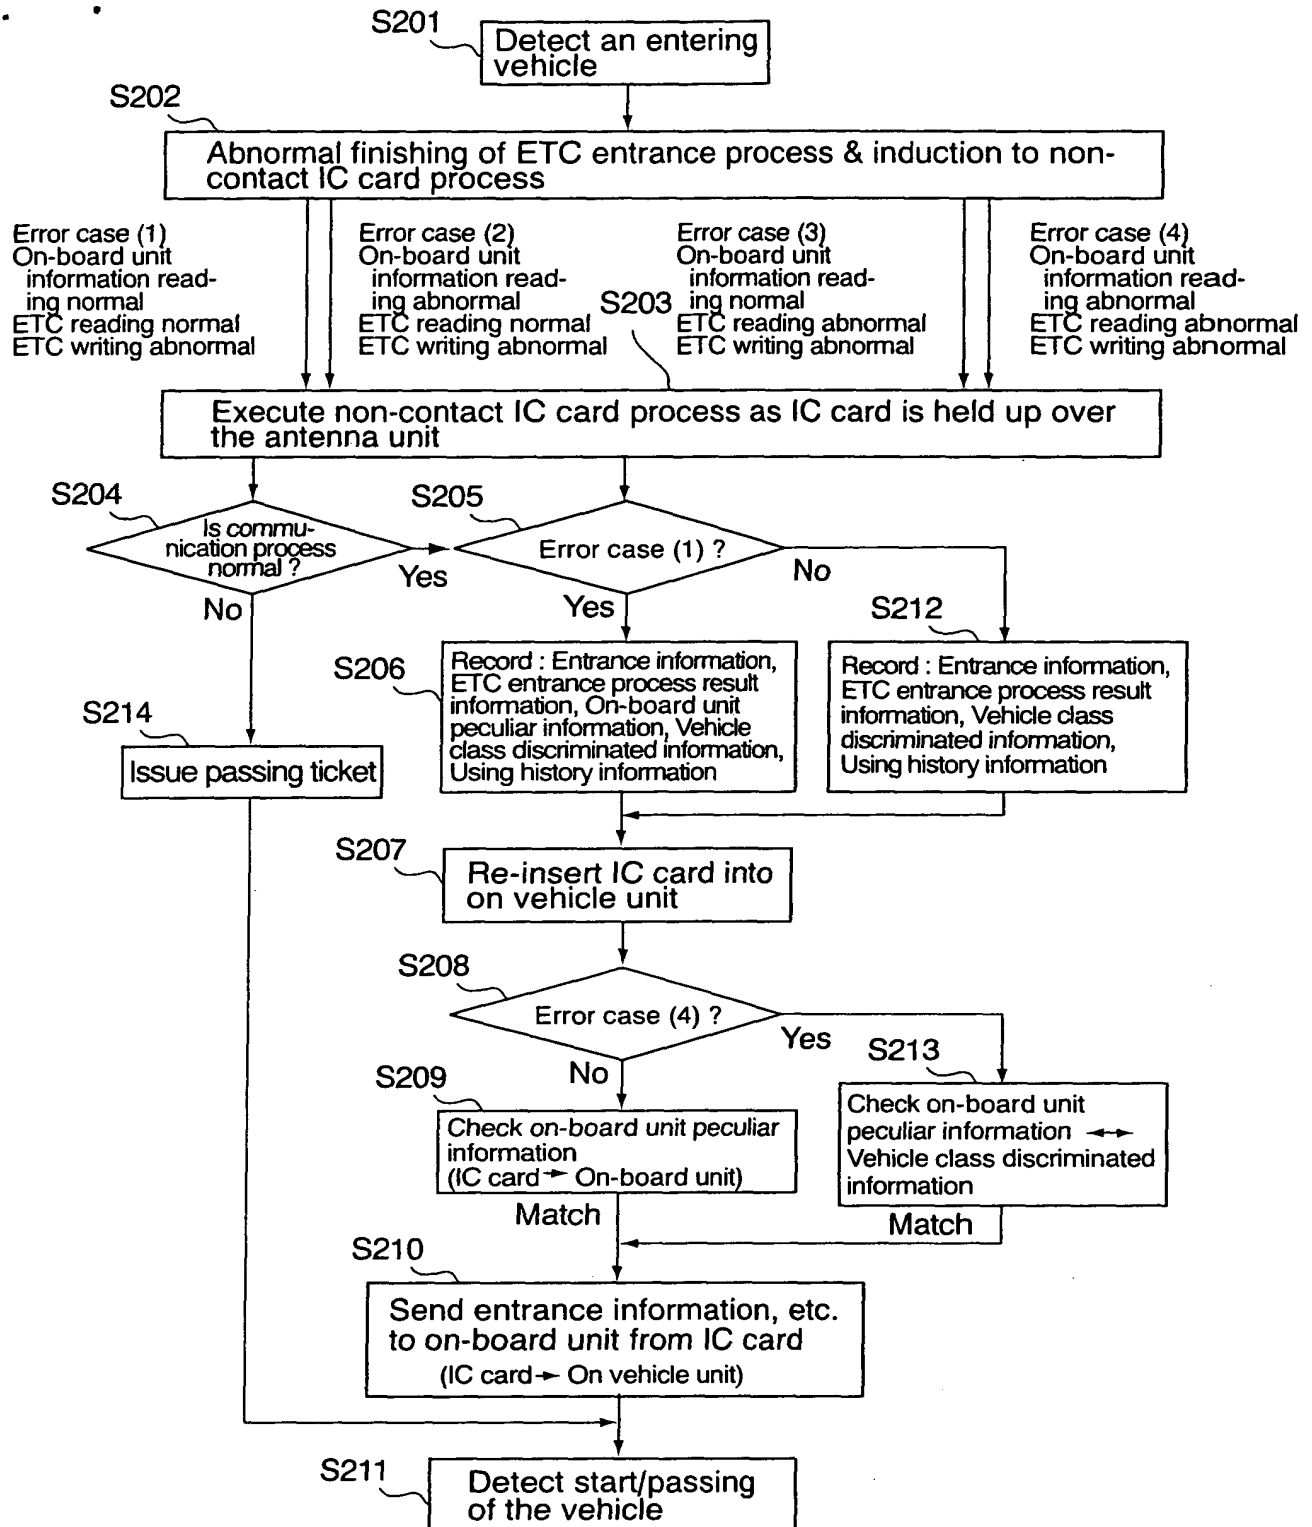 S201
Detect an entering
vehicle
S202
Abnormal finishing of ETC entrance process & induction to non-
contact IC card process
Error case (1)
On-board unit
information read-
ing normal
ETC reading normal
ETC writing abnormal
Error case (2)
On-board unit
information read-
ing abnormal
ETC reading normal
ETC writing abnormal
Error case (3)
On-board unit
information read-
ing normal
ETC reading abnormal
ETC writing abnormal
Error case (4)
On-board unit
information read-
ing abnormal
ETC reading abnormal
ETC writing abnormal
S203
Execute non-contact IC card process as IC card is held up over
the antenna unit
S204
Is commu-
nication process
normal ?
Yes
No
S205
Error case (1) ?
No
Yes
S206
Record : Entrance information,
ETC entrance process result
information, On-board unit
peculiar information, Vehicle
class discriminated information,
Using history information
S212
Record : Entrance information,
ETC entrance process result
information, Vehicle class
discriminated information,
Using history information
S214
Issue passing ticket
S207
Re-insert IC card into
on vehicle unit
S208
Error case (4) ?
Yes
No
S209
Check on-board unit peculiar
information
(IC card → On-board unit)
Match
S213
Check on-board unit
peculiar information ↔
Vehicle class discriminated
information
Match
S210
Send entrance information, etc.
to on-board unit from IC card
(IC card → On vehicle unit)
S211
Detect start/passing
of the vehicle